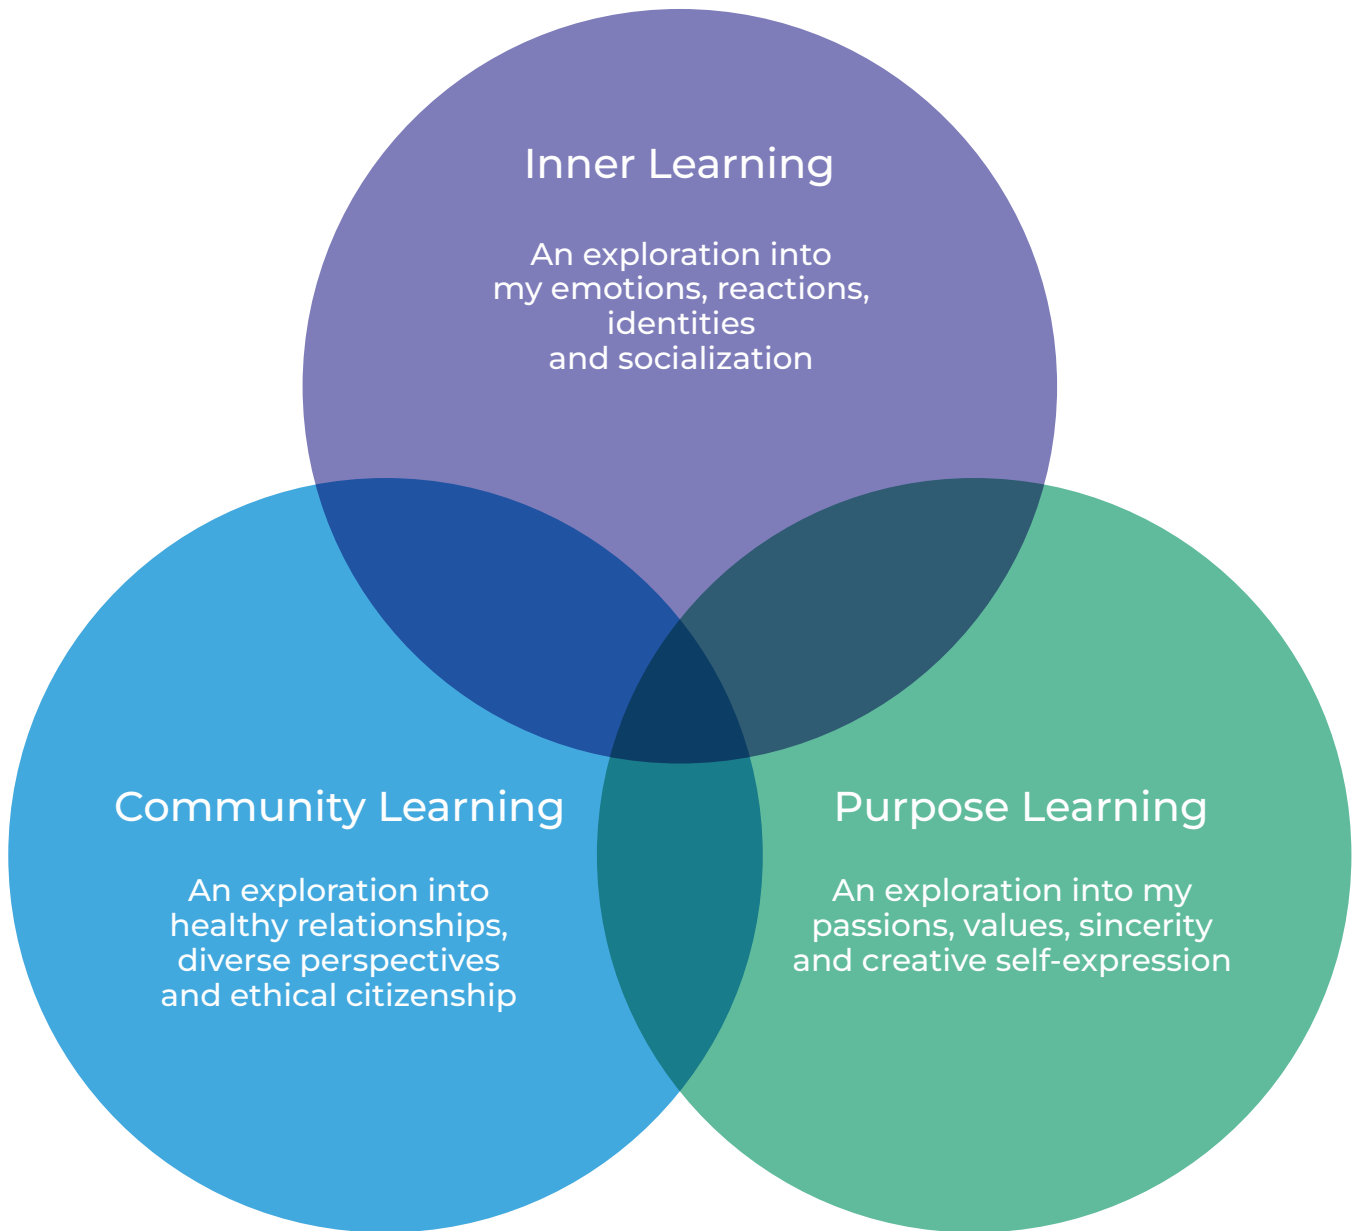 Inner Learning
An exploration into
my emotions, reactions,
identities
and socialization
Community Learning
An exploration into
healthy relationships,
diverse perspectives
and ethical citizenship
Purpose Learning
An exploration into my
passions, values, sincerity
and creative self-expression